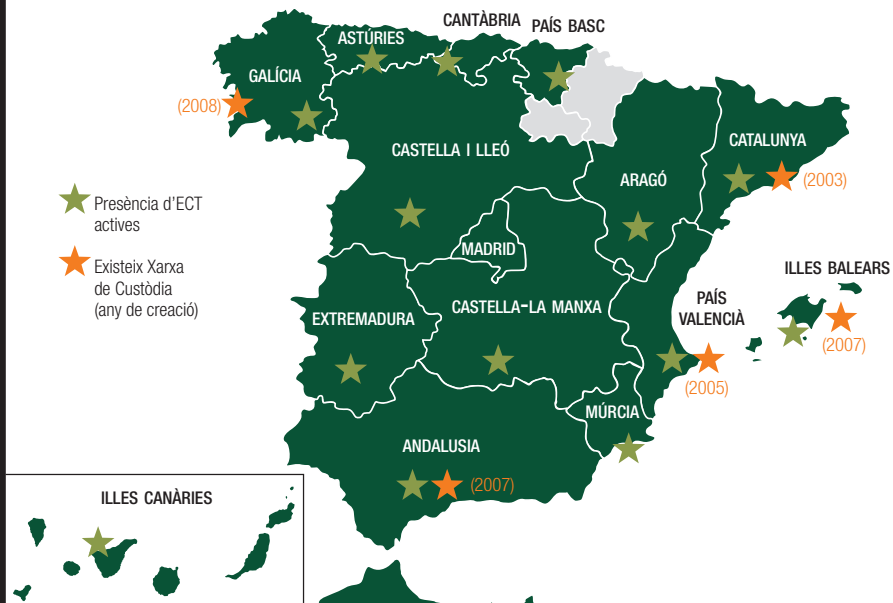 CANTÀBRIA
PAÍS BASC
ASTÚRIES
GALÍCIA
(2008)
CASTELLA I LLEÓ
CATALUNYA
ARAGÓ
(2003)
Presència d'ECT
actives
MADRID
Existeix Xarxa
de Custòdia
(any de creació)
ILLES BALEARS
EXTREMADURA
CASTELLA-LA MANXA
PAÍS
VALENCIÀ
(2007)
(2005)
MÚRCIA
ANDALUSIA
(2007)
ILLES CANÀRIES